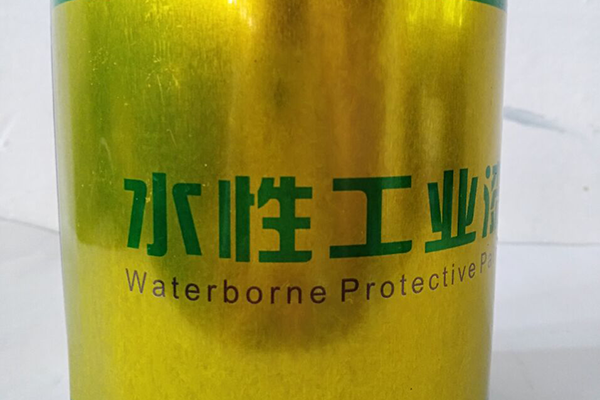 水性工业
Waterborne Protective